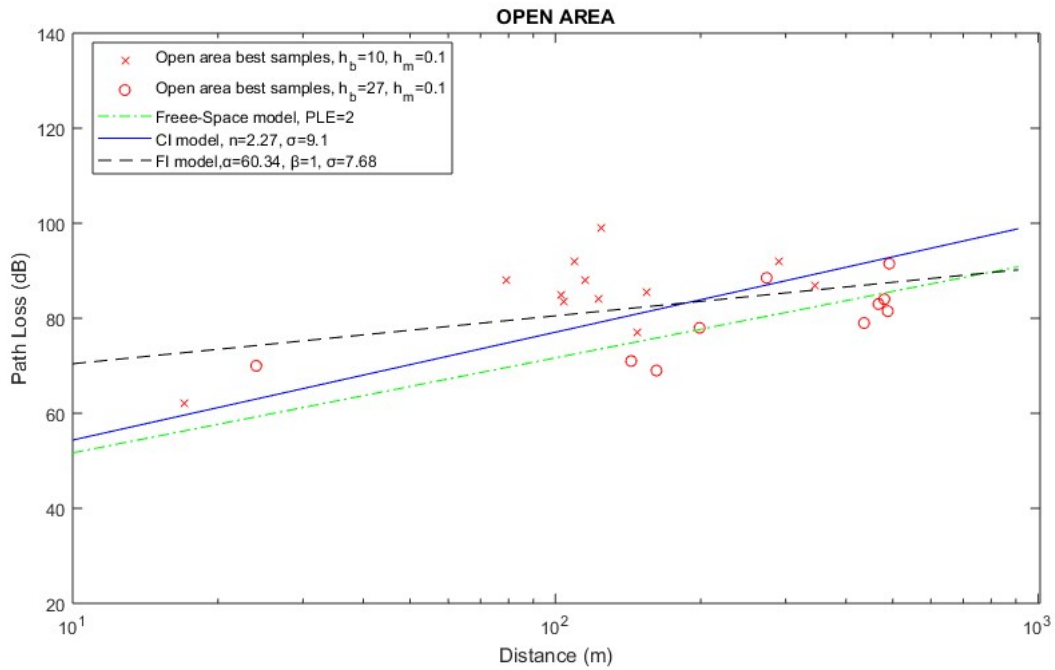 OPEN AREA
140
120
100
80
60
40
20
Path Loss (dB)
Open area best samples, h_b=10, h_m=0.1
Open area best samples, h_b=27, h_m=0.1
Freee-Space model, PLE=2
CI model, n=2.27, σ=9.1
FI model,α=60.34, β=1, σ=7.68
10^1
10^2
10^3
Distance (m)